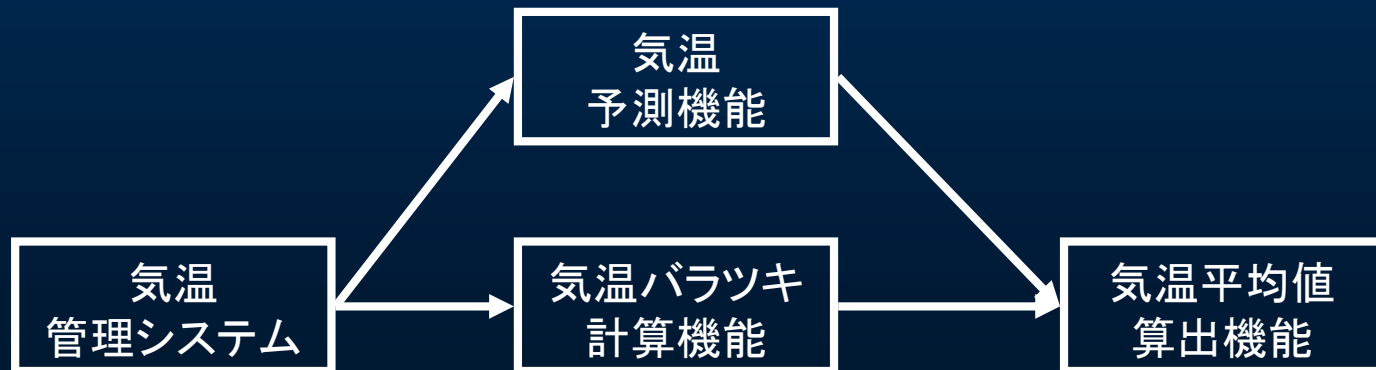 気温
予測機能
気温
管理システム
気温バラツキ
計算機能
気温平均値
算出機能